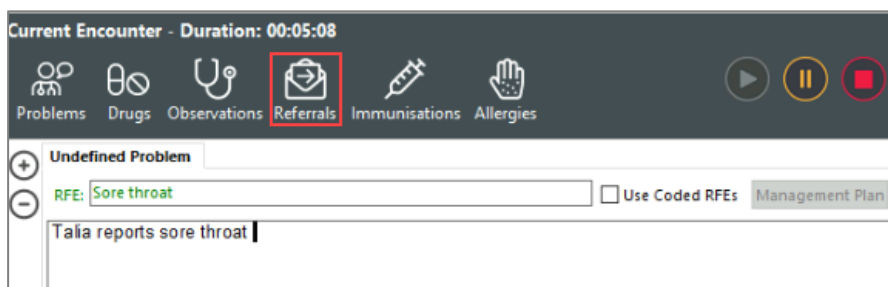 Current Encounter - Duration: 00:05:08
Problems Drugs Observations Referrals Immunisations Allergies
Undefined Problem
RFE: Sore throat Use Coded RFEs Management Plan
Talia reports sore throat